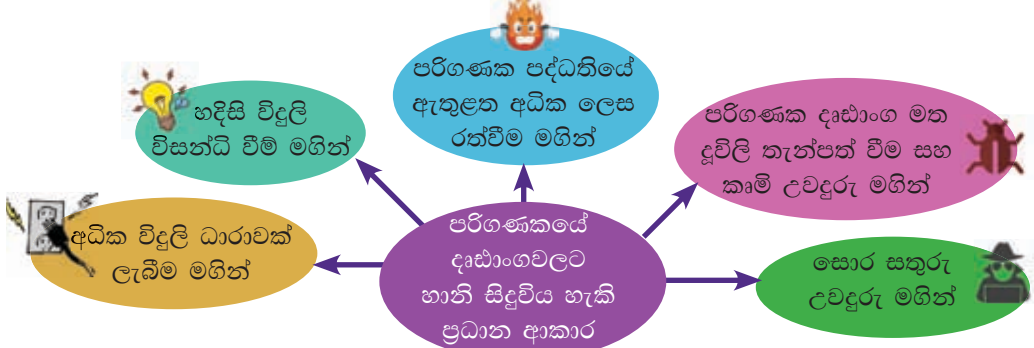 පරිගණක පද්ධතියේ
ඇතුළත අධික ලෙස
රත්වීම මගින්
හදිසි විදුලි
විසන්ධි වීම් මගින්
පරිගණක දෘඪාංග මත
දූවිලි තැන්පත් වීම සහ
කෘමි උවදුරු මගින්
අධික විදුලි ධාරාවක්
ලැබීම මගින්
පරිගණකයේ
දෘඪාංගවලට
හානි සිදුවිය හැකි
ප්‍රධාන ආකාර
සොර සතුරු
උවදුරු මගින්